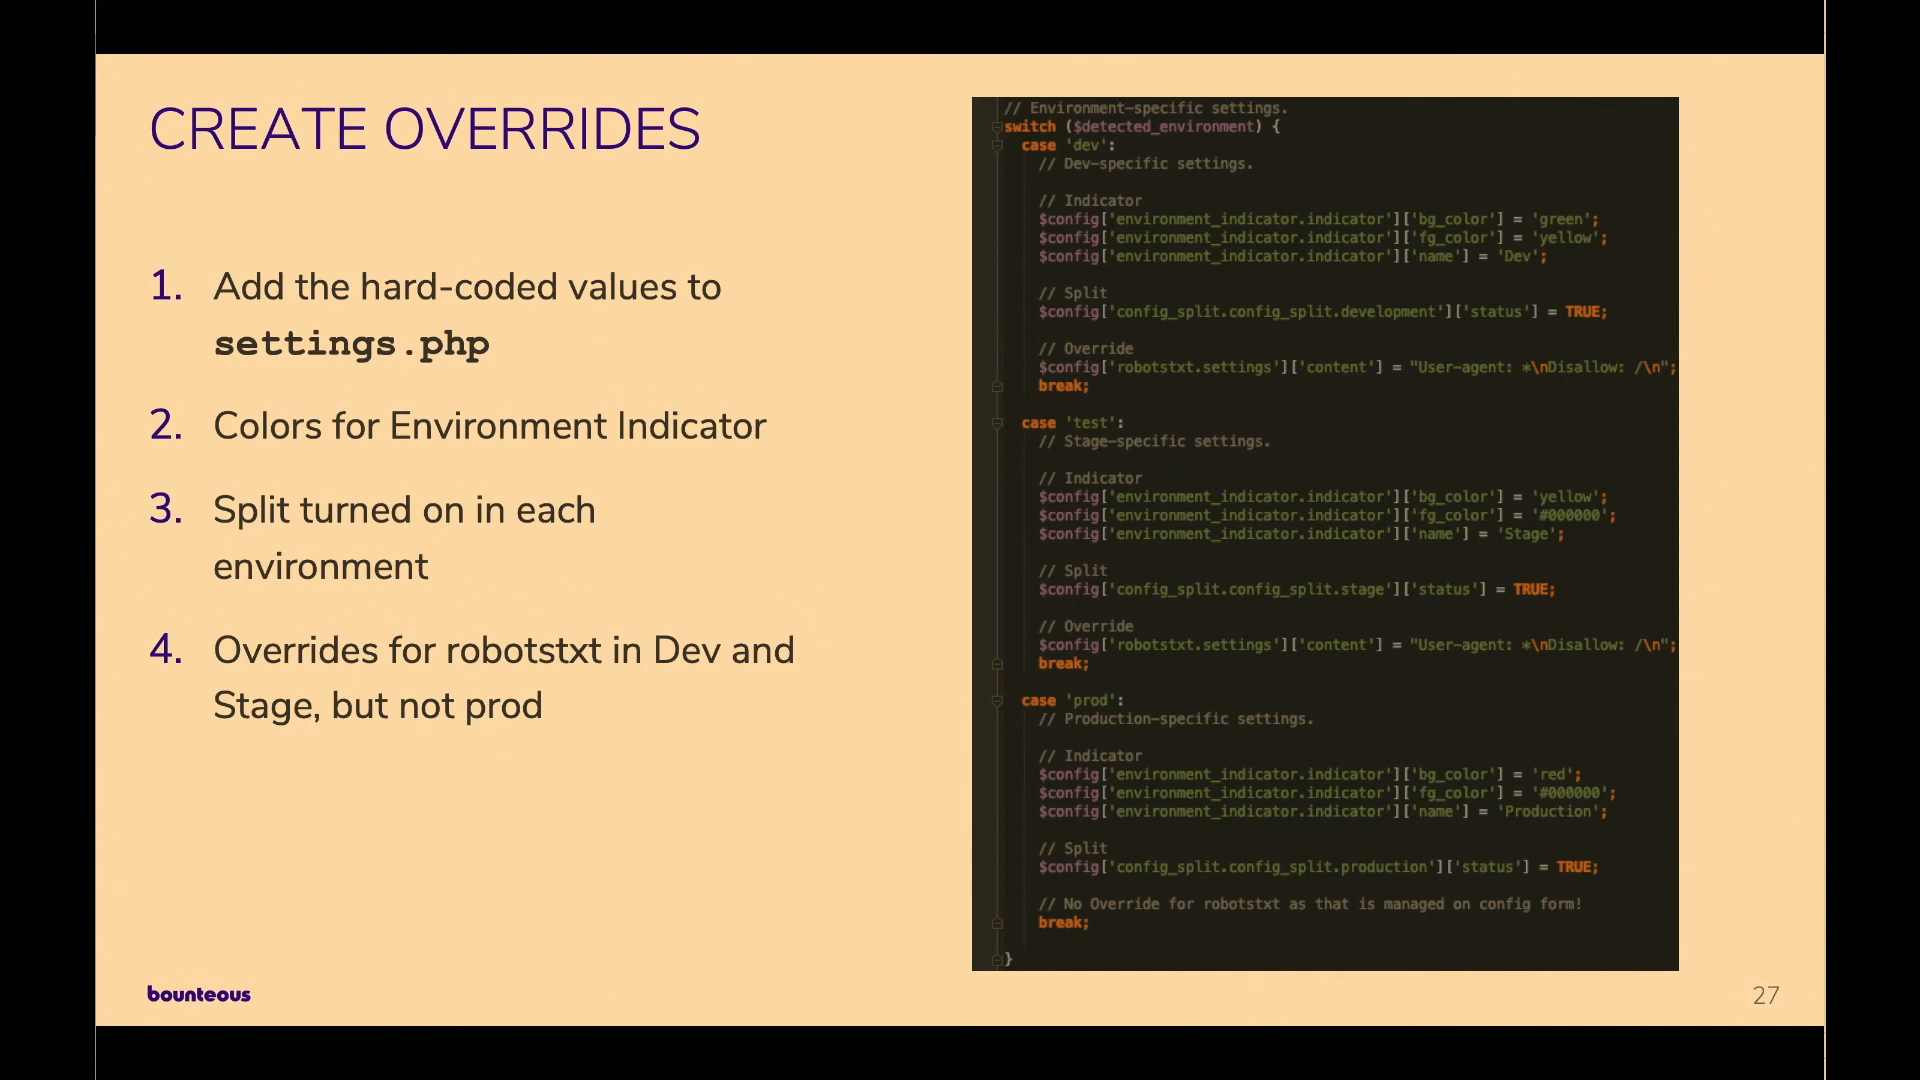 CREATE OVERRIDES
1. Add the hard-coded values to
settings.php
2. Colors for Environment Indicator
3. Split turned on in each
environment
4. Overrides for robotstxt in Dev and
Stage, but not prod
// Environment-specific settings.
switch ($detected_environment) {
case 'dev':
// Dev-specific settings.
// Indicator
$config['environment_indicator.indicator']['bg_color'] = 'green';
$config['environment_indicator.indicator']['fg_color'] = 'yellow';
$config['environment_indicator.indicator']['name'] = 'Dev';
// Split
$config['config_split.config_split.development']['status'] = TRUE;
// Override
$config['robotstxt.settings']['content'] = "User-agent: *\nDisallow: /\n";
break;
case 'test':
// Stage-specific settings.
// Indicator
$config['environment_indicator.indicator']['bg_color'] = 'yellow';
$config['environment_indicator.indicator']['fg_color'] = '#000000';
$config['environment_indicator.indicator']['name'] = 'Stage';
// Split
$config['config_split.config_split.stage']['status'] = TRUE;
// Override
$config['robotstxt.settings']['content'] = "User-agent: *\nDisallow: /\n";
break;
case 'prod':
// Production-specific settings.
// Indicator
$config['environment_indicator.indicator']['bg_color'] = 'red';
$config['environment_indicator.indicator']['fg_color'] = '#000000';
$config['environment_indicator.indicator']['name'] = 'Production';
// Split
$config['config_split.config_split.production']['status'] = TRUE;
// No Override for robotstxt as that is managed on config form!
break;
}
bounteous
27